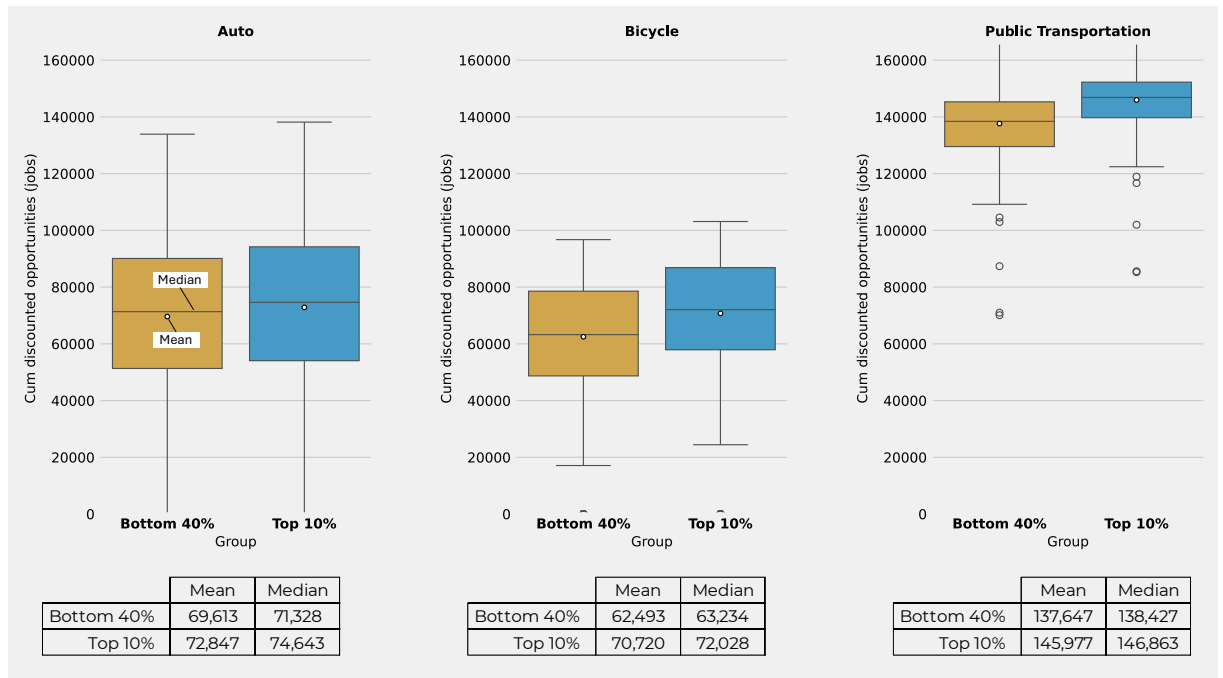 Auto
160000
140000
120000
100000
80000
60000
40000
20000
0
Cum discounted opportunities (jobs)
Median
Mean
Bottom 40% Top 10%
Group
Bicycle
160000
140000
120000
100000
80000
60000
40000
20000
0
Cum discounted opportunities (jobs)
Bottom 40% Top 10%
Group
Public Transportation
160000
140000
120000
100000
80000
60000
40000
20000
0
Cum discounted opportunities (jobs)
Bottom 40% Top 10%
Group
Mean Median
Bottom 40% 69,613 71,328
Top 10% 72,847 74,643
Mean Median
Bottom 40% 62,493 63,234
Top 10% 70,720 72,028
Mean Median
Bottom 40% 137,647 138,427
Top 10% 145,977 146,863